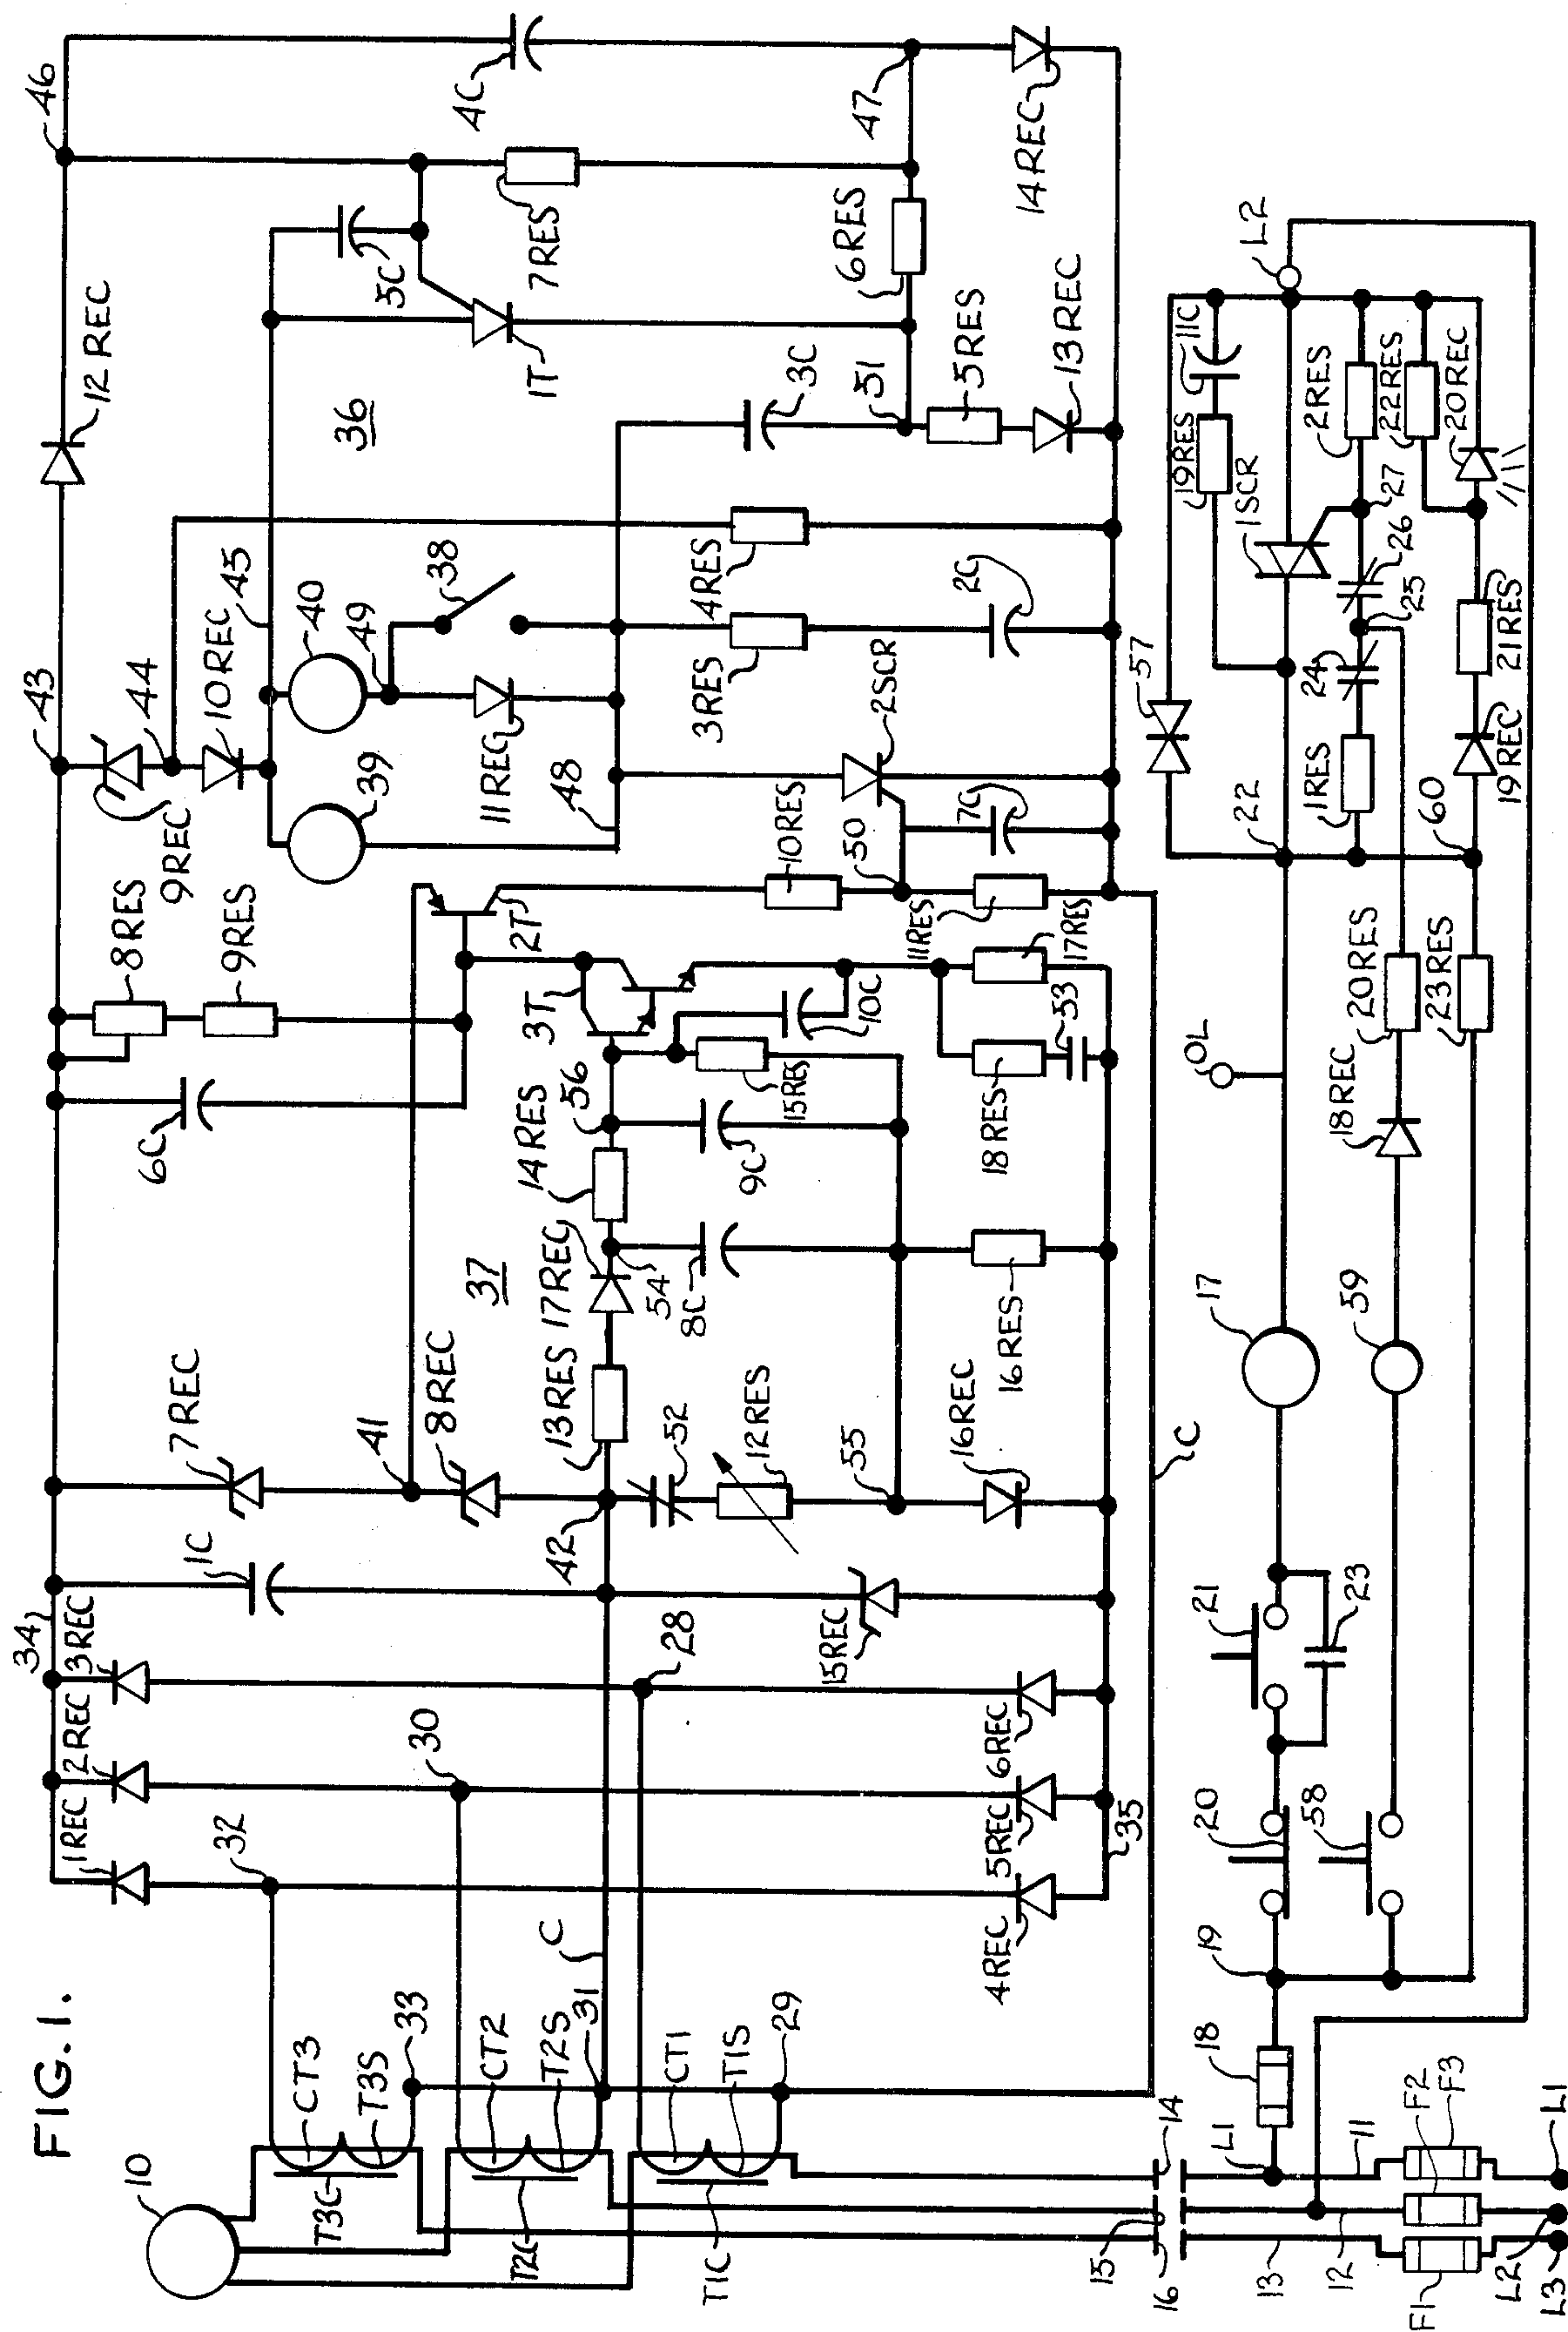 FIG. 1.
10
CT3
T3S
T3C
33
CT2
T2S
T2C
31
CT1
T1S
T1C
29
C
34
1REC
2REC
3REC
32
30
28
4REC
5REC
6REC
35
1C
42
15REC
7REC
41
8REC
52
12RES
55
16REC
13RES
17REC
54
14RES
56
37
8C
9C
16RES
15RES
18RES
53
10C
17RES
6C
8RES
9RES
3T
2T
10RES
50
11RES
7C
43
9REC
44
10REC
45
39
40
49
11REC
38
48
2SCR
3RES
2C
4RES
12REC
36
46
5C
1T
7RES
4C
47
6RES
3C
51
5RES
13REC
14REC
C
15
16
14
L1
13
12
11
F1
F2
F3
L3
L2
L1
18
19
20
58
21
23
17
59
OL
18REC
20RES
23RES
22
60
57
1RES
24
25
26
27
19REC
21RES
1SCR
19RES
11C
2RES
22RES
20REC
L2